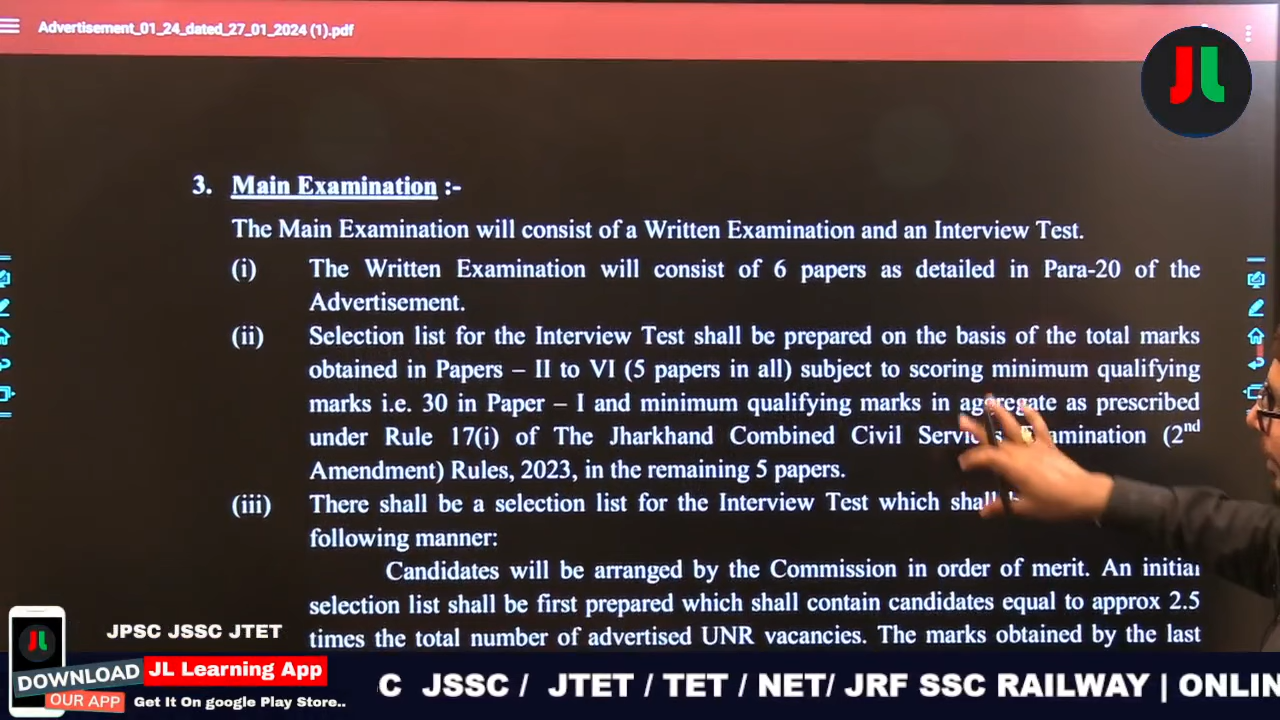 Advertisement_01_24_dated_27_01_2024 (1).pdf
JL
3. Main Examination :-
The Main Examination will consist of a Written Examination and an Interview Test.
(i) The Written Examination will consist of 6 papers as detailed in Para-20 of the
Advertisement.
(ii) Selection list for the Interview Test shall be prepared on the basis of the total marks
obtained in Papers – II to VI (5 papers in all) subject to scoring minimum qualifying
marks i.e. 30 in Paper – I and minimum qualifying marks in aggregate as prescribed
under Rule 17(i) of The Jharkhand Combined Civil Services Examination (2nd
Amendment) Rules, 2023, in the remaining 5 papers.
(iii) There shall be a selection list for the Interview Test which shall
following manner:
Candidates will be arranged by the Commission in order of merit. An initial
selection list shall be first prepared which shall contain candidates equal to approx 2.5
times the total number of advertised UNR vacancies. The marks obtained by the last
JL
JPSC JSSC JTET
DOWNLOAD JL Learning App
OUR APP Get It On google Play Store..
C JSSC / JTET / TET / NET/ JRF SSC RAILWAY | ONLIN